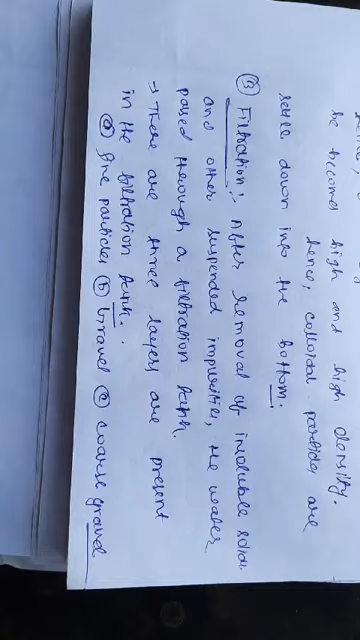 be becomes high and high density.
hence, colloidal particles are
settle down into the bottom.
③ Filtration :- After removal of insoluble solid
and other suspended impurities, the water
passed through a filtration tank.
→ There are three layers are present
in the filtration tank.
ⓐ fine particles ⓑ Gravel ⓒ coarse gravel